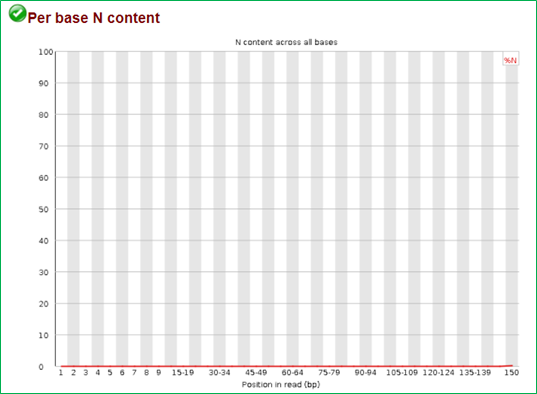 Per base N content
N content across all bases
%N
100
90
80
70
60
50
40
30
20
10
0
1 2 3 4 5 6 7 8 9 15-19 30-34 45-49 60-64 75-79 90-94 105-109 120-124 135-139 150
Position in read (bp)